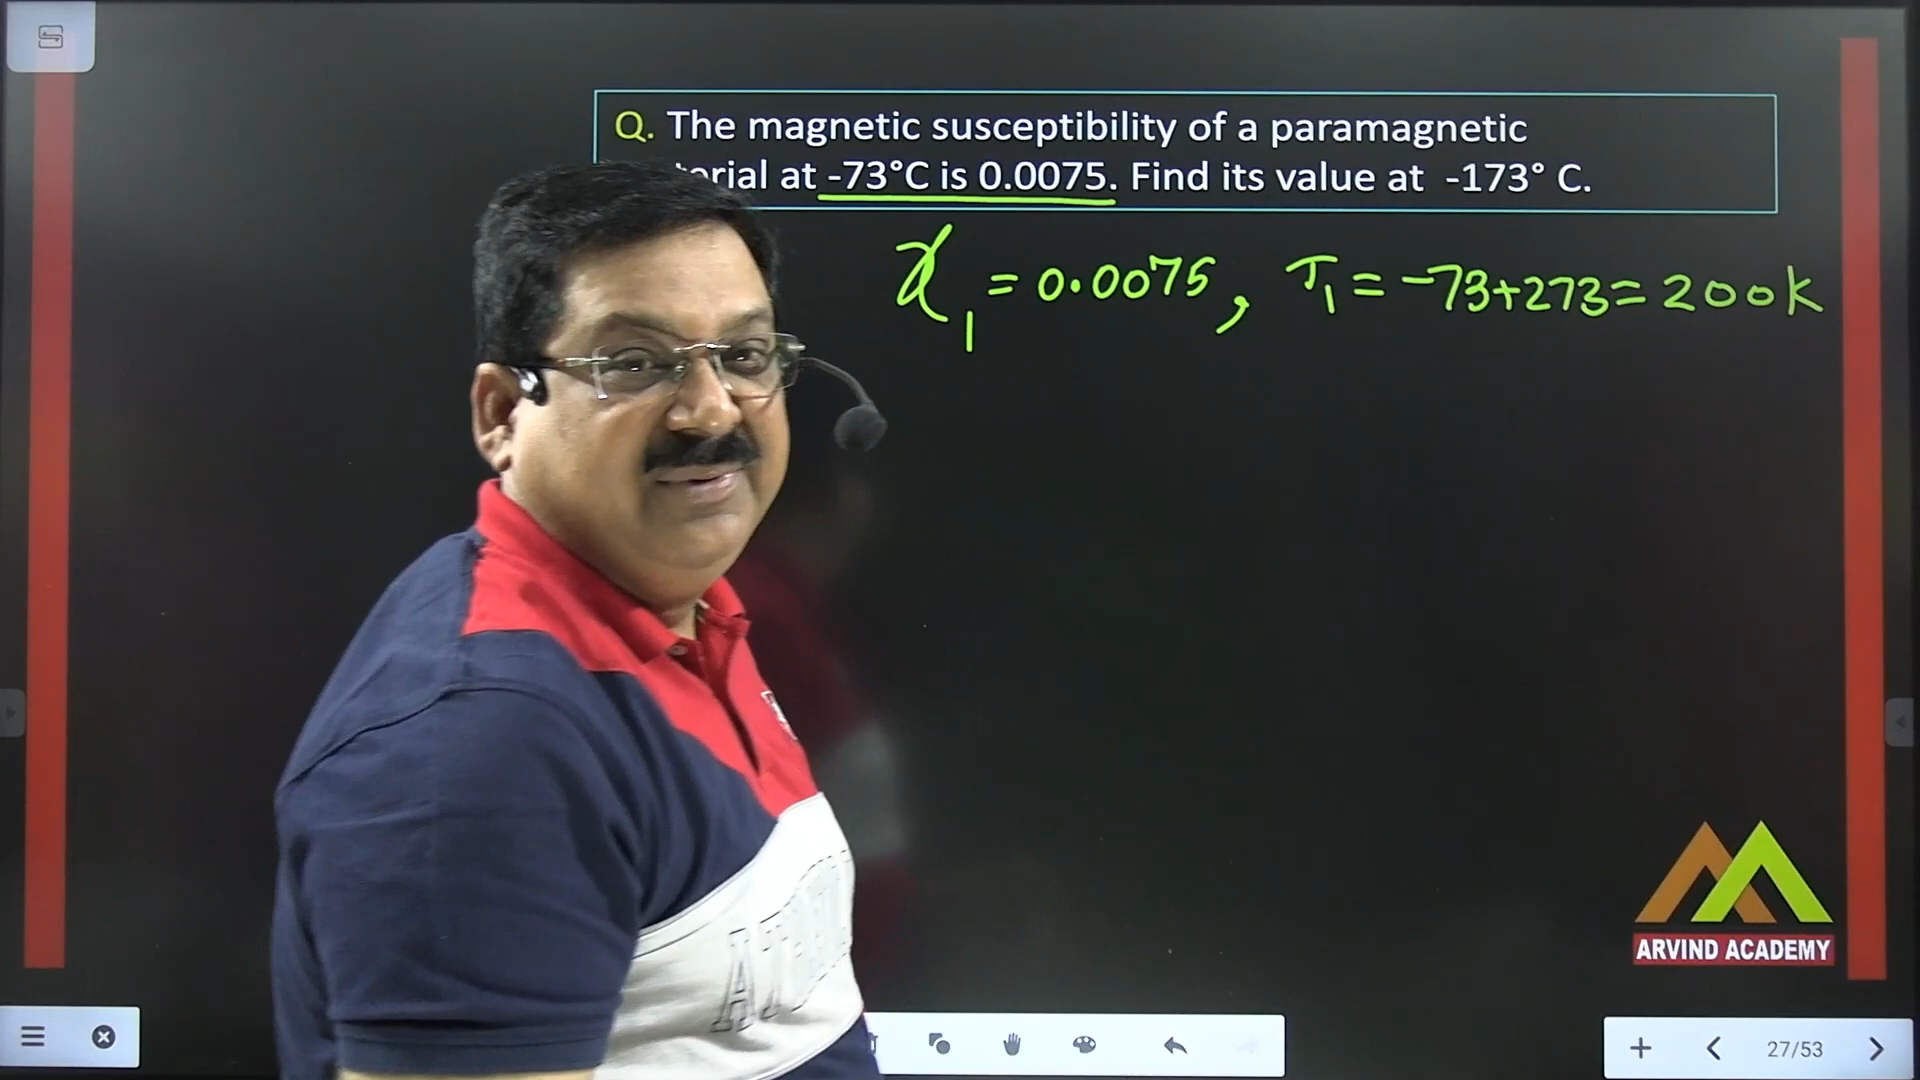 Q. The magnetic susceptibility of a paramagnetic
at -73°C is 0.0075. Find its value at -173° C.
χ₁ = 0.0075, T₁ = -73+273 = 200K
ARVIND ACADEMY
27/53